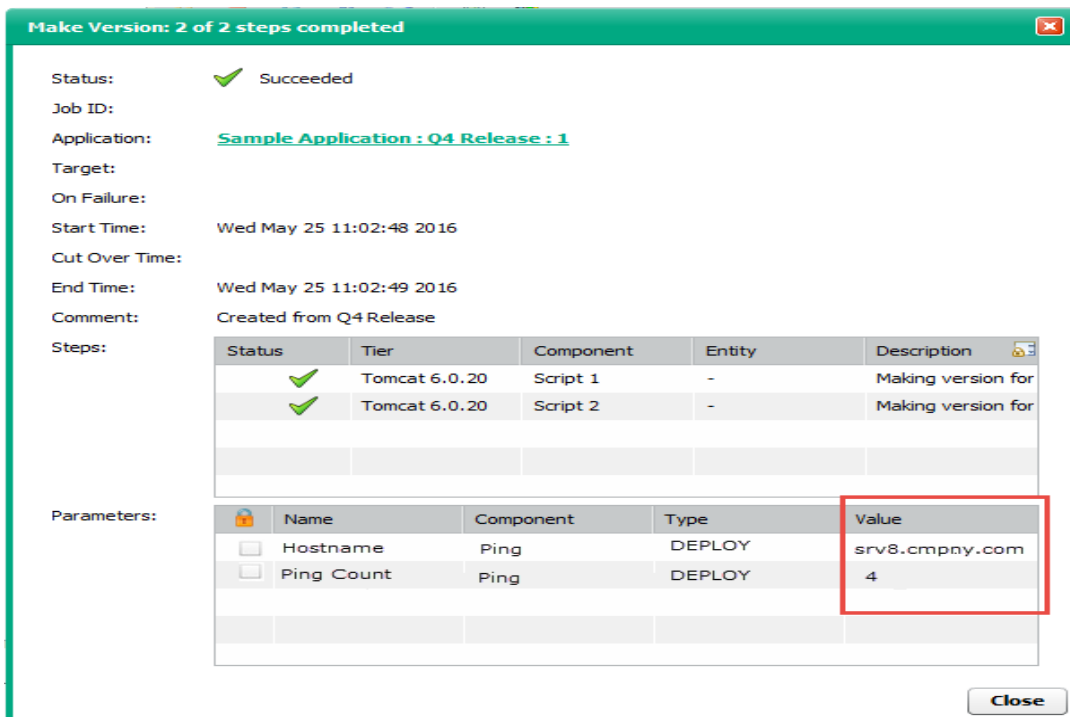 Make Version: 2 of 2 steps completed
Status: Succeeded
Job ID:
Application: Sample Application : Q4 Release : 1
Target:
On Failure:
Start Time: Wed May 25 11:02:48 2016
Cut Over Time:
End Time: Wed May 25 11:02:49 2016
Comment: Created from Q4 Release
Steps:
Status Tier Component Entity Description
Tomcat 6.0.20 Script 1 - Making version for
Tomcat 6.0.20 Script 2 - Making version for
Parameters:
Name Component Type Value
Hostname Ping DEPLOY srv8.cmpny.com
Ping Count Ping DEPLOY 4
Close